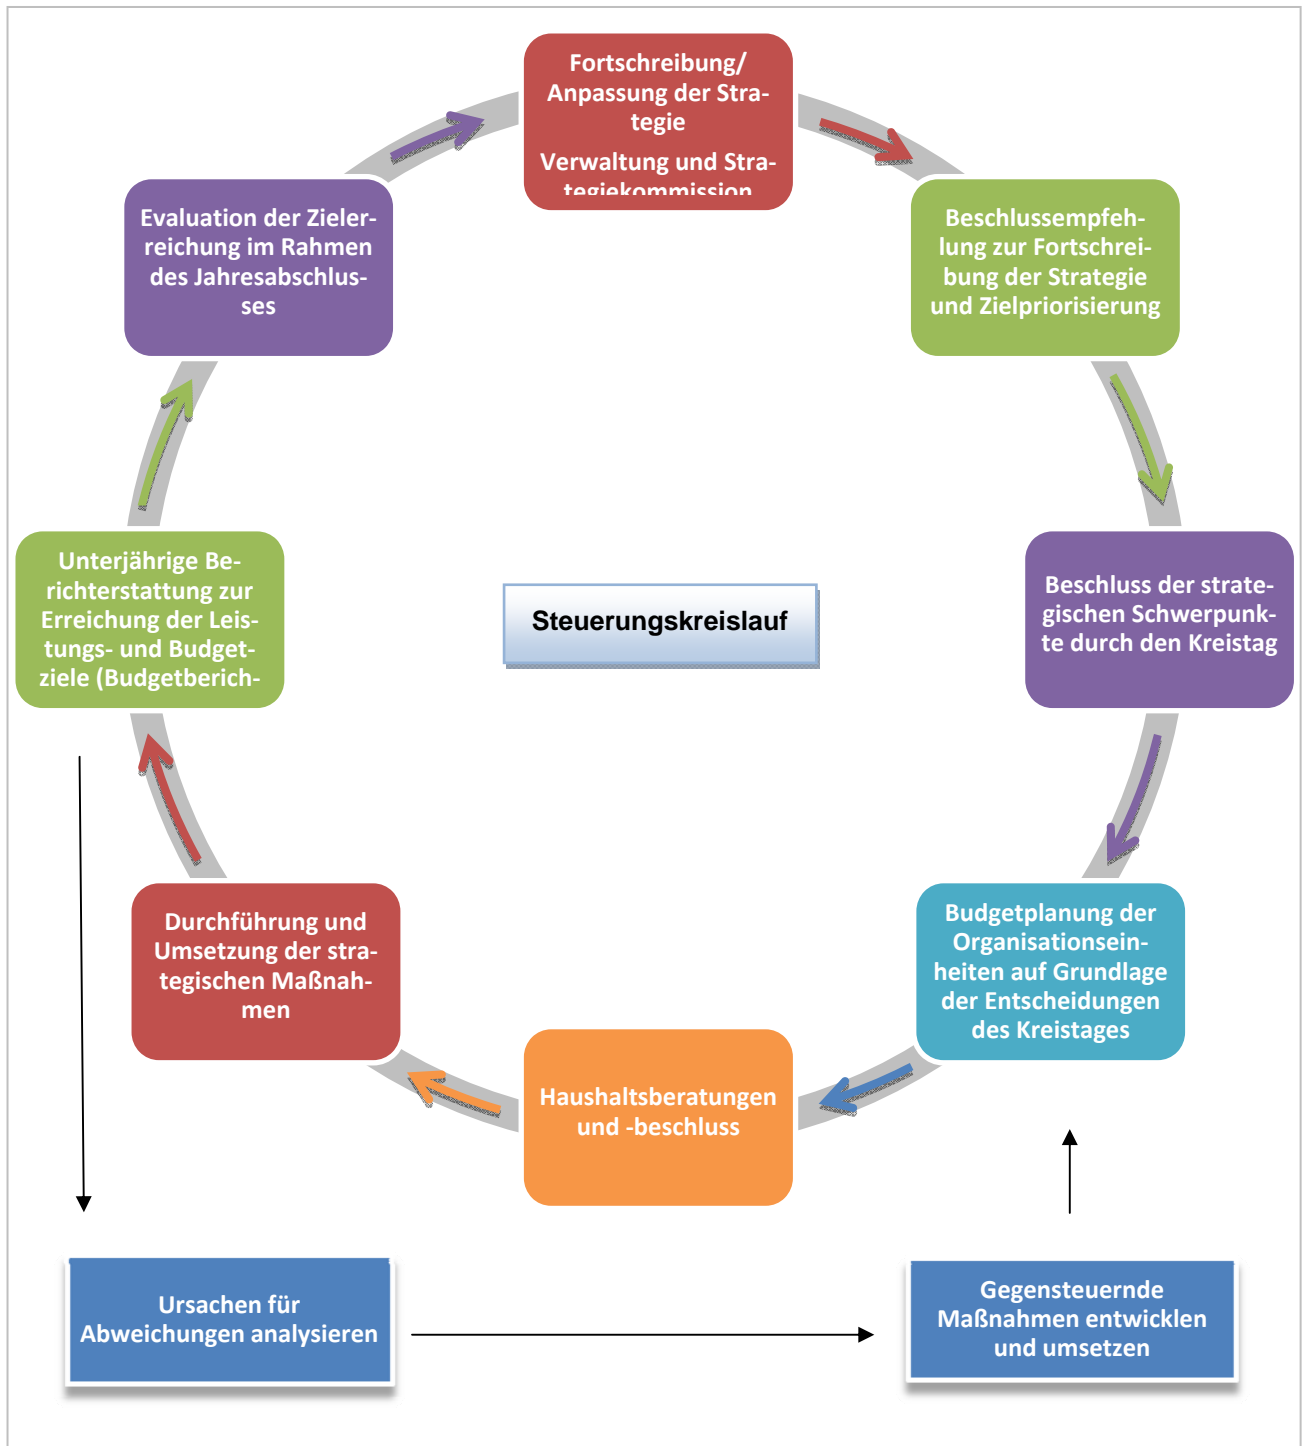 Fortschreibung/
Anpassung der Stra-
tegie
Verwaltung und Stra-
tegiekommission
Beschlussempfeh-
lung zur Fortschrei-
bung der Strategie
und Zielpriorisierung
Beschluss der strate-
gischen Schwerpunk-
te durch den Kreistag
Budgetplanung der
Organisationsein-
heiten auf Grundlage
der Entscheidungen
des Kreistages
Haushaltsberatungen
und -beschluss
Durchführung und
Umsetzung der stra-
tegischen Maßnah-
men
Unterjährige Be-
richterstattung zur
Erreichung der Leis-
tungs- und Budget-
ziele (Budgetberich-
Evaluation der Zieler-
reichung im Rahmen
des Jahresabschlus-
ses
Steuerungskreislauf
Ursachen für
Abweichungen analysieren
Gegensteuernde
Maßnahmen entwicklen
und umsetzen